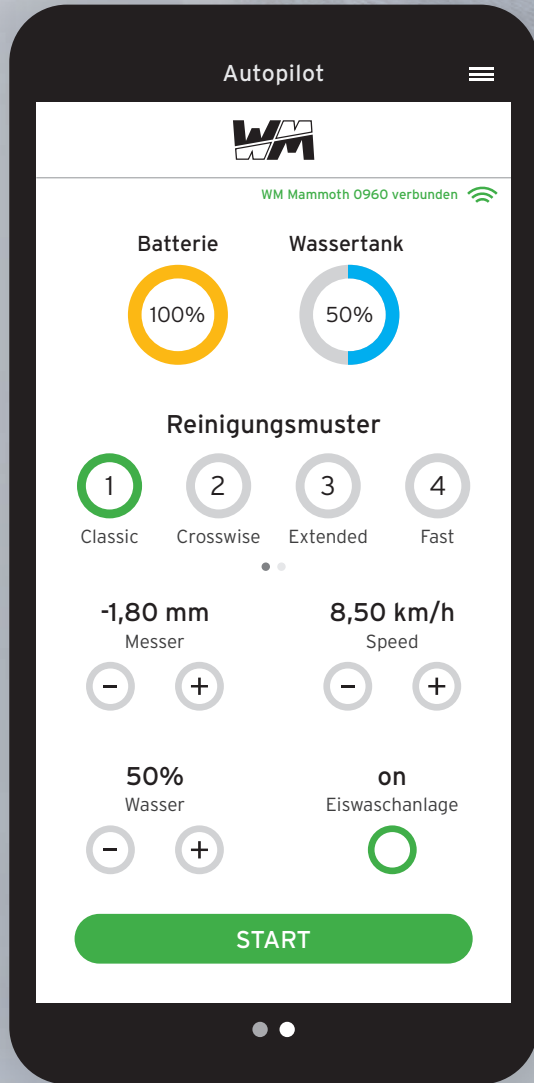 Autopilot
WM
WM Mammoth 0960 verbunden
Batterie Wassertank
100% 50%
Reinigungsmuster
1 2 3 4
Classic Crosswise Extended Fast
-1,80 mm 8,50 km/h
Messer Speed
- + - +
50% on
Wasser Eiswaschanlage
- +
START